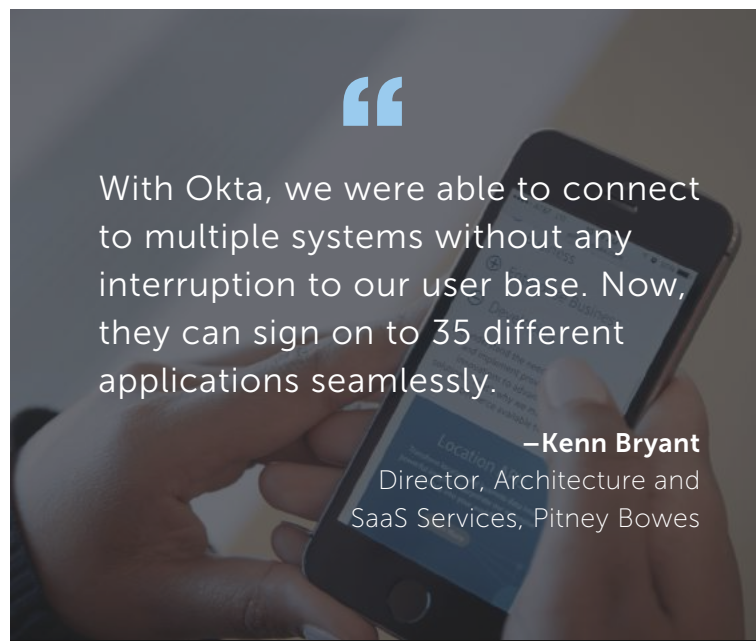 “
With Okta, we were able to connect
to multiple systems without any
interruption to our user base. Now,
they can sign on to 35 different
applications seamlessly.
–Kenn Bryant
Director, Architecture and
SaaS Services, Pitney Bowes
Location